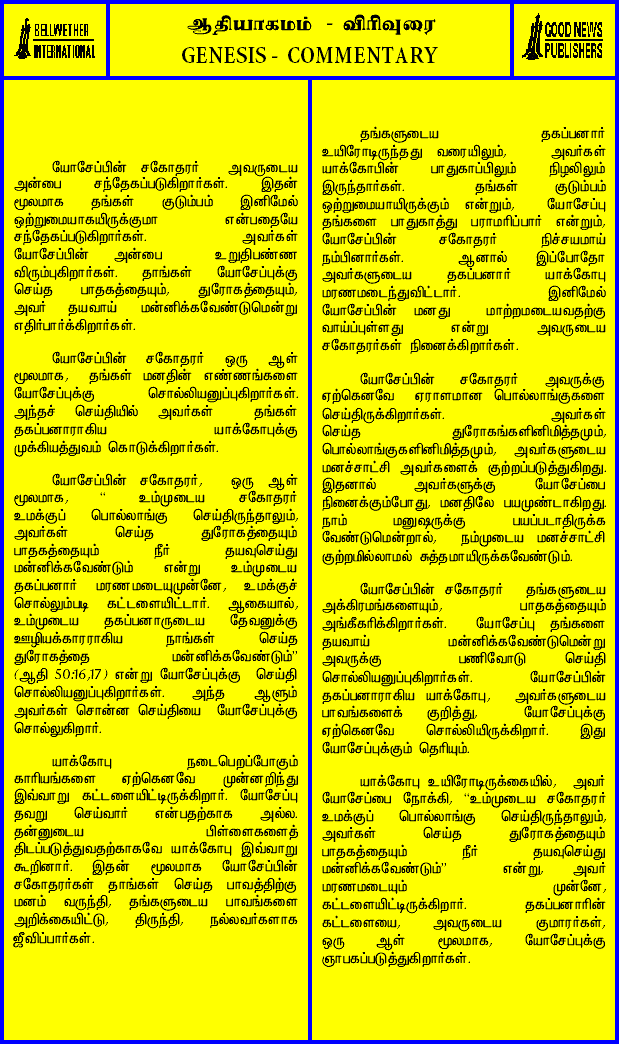 BELLWETHER
INTERNATIONAL
ஆதியாகமம் - விரிவுரை
GENESIS - COMMENTARY
GOOD NEWS
PUBLISHERS
யோசேப்பின் சகோதரர் அவருடைய
அன்பை சந்தேகப்படுகிறார்கள். இதன்
மூலமாக தங்கள் குடும்பம் இனிமேல்
ஒற்றுமையாகயிருக்குமா என்பதையே
சந்தேகப்படுகிறார்கள். அவர்கள்
யோசேப்பின் அன்பை உறுதிபண்ண
விரும்புகிறார்கள். தாங்கள் யோசேப்புக்கு
செய்த பாதகத்தையும், துரோகத்தையும்,
அவர் தயவாய் மன்னிக்கவேண்டுமென்று
எதிர்பார்க்கிறார்கள்.
யோசேப்பின் சகோதரர் ஒரு ஆள்
மூலமாக, தங்கள் மனதின் எண்ணங்களை
யோசேப்புக்கு சொல்லியனுப்புகிறார்கள்.
அந்தச் செய்தியில் அவர்கள் தங்கள்
தகப்பனாராகிய யாக்கோபுக்கு
முக்கியத்துவம் கொடுக்கிறார்கள்.
யோசேப்பின் சகோதரர், ஒரு ஆள்
மூலமாக, “ உம்முடைய சகோதரர்
உமக்குப் பொல்லாங்கு செய்திருந்தாலும்,
அவர்கள் செய்த துரோகத்தையும்
பாதகத்தையும் நீர் தயவுசெய்து
மன்னிக்கவேண்டும் என்று உம்முடைய
தகப்பனார் மரணமடையுமுன்னே, உமக்குச்
சொல்லும்படி கட்டளையிட்டார். ஆகையால்,
உம்முடைய தகப்பனாருடைய தேவனுக்கு
ஊழியக்காரராகிய நாங்கள் செய்த
துரோகத்தை மன்னிக்கவேண்டும்”
(ஆதி 50:16,17) என்று யோசேப்புக்கு செய்தி
சொல்லியனுப்புகிறார்கள். அந்த ஆளும்
அவர்கள் சொன்ன செய்தியை யோசேப்புக்கு
சொல்லுகிறார்.
யாக்கோபு நடைபெறப்போகும்
காரியங்களை ஏற்கெனவே முன்னறிந்து
இவ்வாறு கட்டளையிட்டிருக்கிறார். யோசேப்பு
தவறு செய்வார் என்பதற்காக அல்ல.
தன்னுடைய பிள்ளைகளைத்
திடப்படுத்துவதற்காகவே யாக்கோபு இவ்வாறு
கூறினார். இதன் மூலமாக யோசேப்பின்
சகோதரர்கள் தாங்கள் செய்த பாவத்திற்கு
மனம் வருந்தி, தங்களுடைய பாவங்களை
அறிக்கையிட்டு, திருந்தி, நல்லவர்களாக
ஜீவிப்பார்கள்.
தங்களுடைய தகப்பனார்
உயிரோடிருந்தது வரையிலும், அவர்கள்
யாக்கோபின் பாதுகாப்பிலும் நிழலிலும்
இருந்தார்கள். தங்கள் குடும்பம்
ஒற்றுமையாயிருக்கும் என்றும், யோசேப்பு
தங்களை பாதுகாத்து பராமரிப்பார் என்றும்,
யோசேப்பின் சகோதரர் நிச்சயமாய்
நம்பினார்கள். ஆனால் இப்போதோ
அவர்களுடைய தகப்பனார் யாக்கோபு
மரணமடைந்துவிட்டார். இனிமேல்
யோசேப்பின் மனது மாற்றமடைவதற்கு
வாய்ப்புள்ளது என்று அவருடைய
சகோதரர்கள் நினைக்கிறார்கள்.
யோசேப்பின் சகோதரர் அவருக்கு
ஏற்கெனவே ஏராளமான பொல்லாங்குகளை
செய்திருக்கிறார்கள். அவர்கள்
செய்த துரோகங்களினிமித்தமும்,
பொல்லாங்குகளினிமித்தமும், அவர்களுடைய
மனச்சாட்சி அவர்களைக் குற்றப்படுத்துகிறது.
இதனால் அவர்களுக்கு யோசேப்பை
நினைக்கும்போது, மனதிலே பயமுண்டாகிறது.
நாம் மனுஷருக்கு பயப்படாதிருக்க
வேண்டுமென்றால், நம்முடைய மனச்சாட்சி
குற்றமில்லாமல் சுத்தமாயிருக்கவேண்டும்.
யோசேப்பின் சகோதரர் தங்களுடைய
அக்கிரமங்களையும், பாதகத்தையும்
அங்கீகரிக்கிறார்கள். யோசேப்பு தங்களை
தயவாய் மன்னிக்கவேண்டுமென்று
அவருக்கு பணிவோடு செய்தி
சொல்லியனுப்புகிறார்கள். யோசேப்பின்
தகப்பனாராகிய யாக்கோபு, அவர்களுடைய
பாவங்களைக் குறித்து, யோசேப்புக்கு
ஏற்கெனவே சொல்லியிருக்கிறார். இது
யோசேப்புக்கும் தெரியும்.
யாக்கோபு உயிரோடிருக்கையில், அவர்
யோசேப்பை நோக்கி, “உம்முடைய சகோதரர்
உமக்குப் பொல்லாங்கு செய்திருந்தாலும்,
அவர்கள் செய்த துரோகத்தையும்
பாதகத்தையும் நீர் தயவுசெய்து
மன்னிக்கவேண்டும்” என்று, அவர்
மரணமடையும் முன்னே,
கட்டளையிட்டிருக்கிறார். தகப்பனாரின்
கட்டளையை, அவருடைய குமாரர்கள்,
ஒரு ஆள் மூலமாக, யோசேப்புக்கு
ஞாபகப்படுத்துகிறார்கள்.